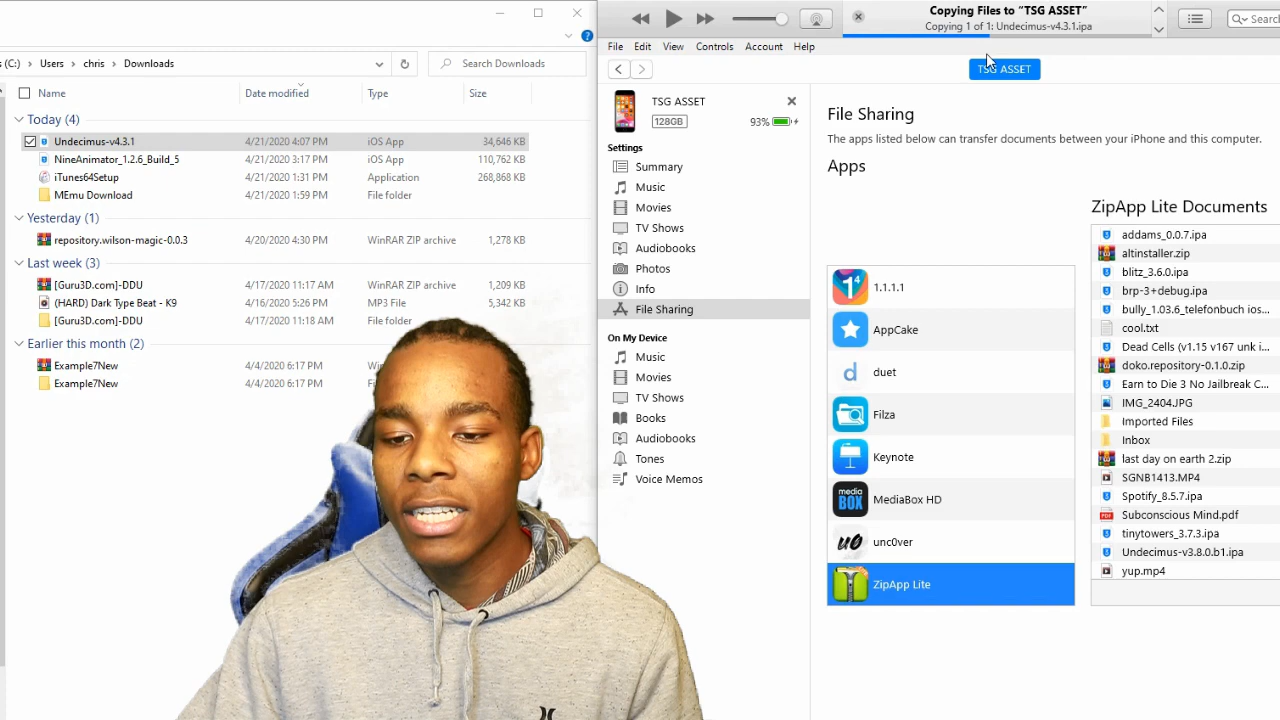 (C:) > Users > chris > Downloads
Search Downloads
Name Date modified Type Size
Today (4)
Undecimus-v4.3.1 4/21/2020 4:07 PM iOS App 34,646 KB
NineAnimator_1.2.6_Build_5 4/21/2020 3:17 PM iOS App 110,762 KB
iTunes64Setup 4/21/2020 1:31 PM Application 268,868 KB
MEmu Download 4/21/2020 1:59 PM File folder
Yesterday (1)
repository.wilson-magic-0.0.3 4/20/2020 4:30 PM WinRAR ZIP archive 1,278 KB
Last week (3)
[Guru3D.com]-DDU 4/17/2020 11:17 AM WinRAR ZIP archive 1,209 KB
(HARD) Dark Type Beat - K9 4/16/2020 5:26 PM MP3 File 5,342 KB
[Guru3D.com]-DDU 4/17/2020 11:18 AM File folder
Earlier this month (2)
Example7New 4/4/2020 6:17 PM
Example7New 4/4/2020 6:17 PM
Copying Files to “TSG ASSET”
Copying 1 of 1: Undecimus-v4.3.1.ipa
Search
File Edit View Controls Account Help
TSG ASSET
TSG ASSET
128GB 93%
Settings
Summary
Music
Movies
TV Shows
Audiobooks
Photos
Info
File Sharing
On My Device
Music
Movies
TV Shows
Books
Audiobooks
Tones
Voice Memos
File Sharing
The apps listed below can transfer documents between your iPhone and this computer.
Apps
1.1.1.1
AppCake
duet
Filza
Keynote
media BOX MediaBox HD
u0 unc0ver
ZipApp Lite
ZipApp Lite Documents
addams_0.0.7.ipa
altinstaller.zip
blitz_3.6.0.ipa
brp-3+debug.ipa
bully_1.03.6_telefonbuch ios...
cool.txt
Dead Cells (v1.15 v167 unk i...
doko.repository-0.1.0.zip
Earn to Die 3 No Jailbreak C...
IMG_2404.JPG
Imported Files
Inbox
last day on earth 2.zip
SGNB1413.MP4
Spotify_8.5.7.ipa
Subconscious Mind.pdf
tinytowers_3.7.3.ipa
Undecimus-v3.8.0.b1.ipa
yup.mp4